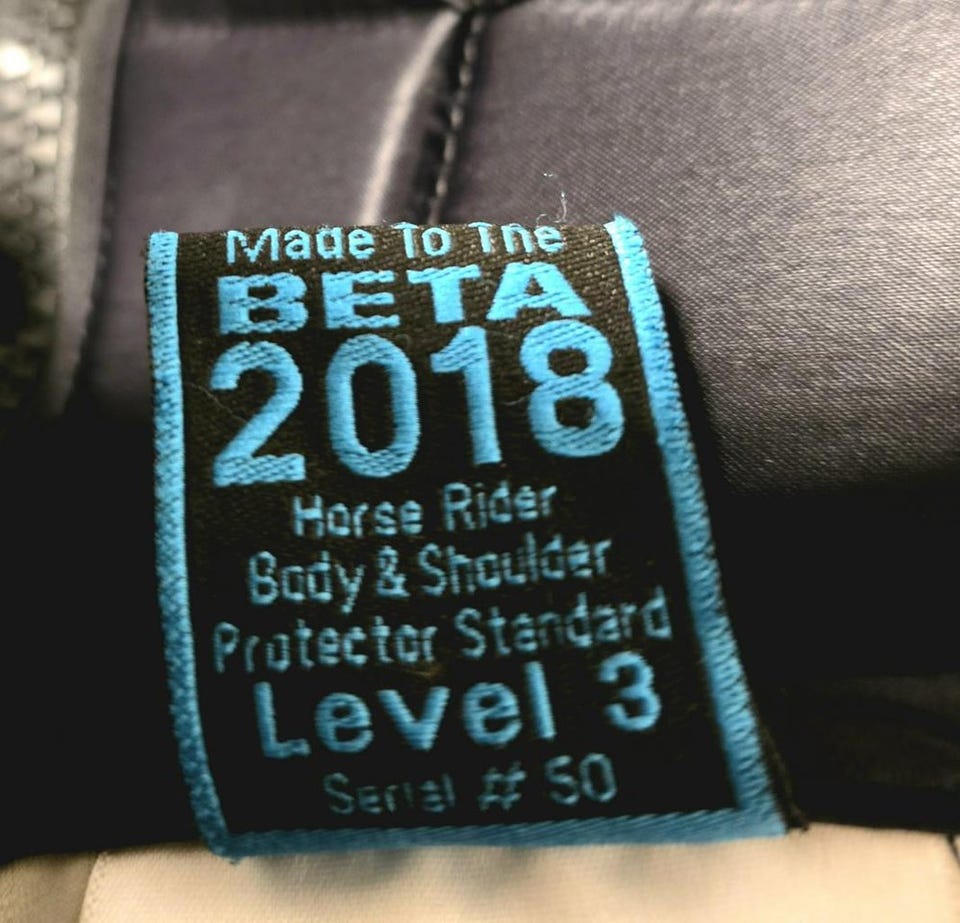 Made To The
BETA
2018
Horse Rider
Body & Shoulder
Protector Standard
Level 3
Serial # 50